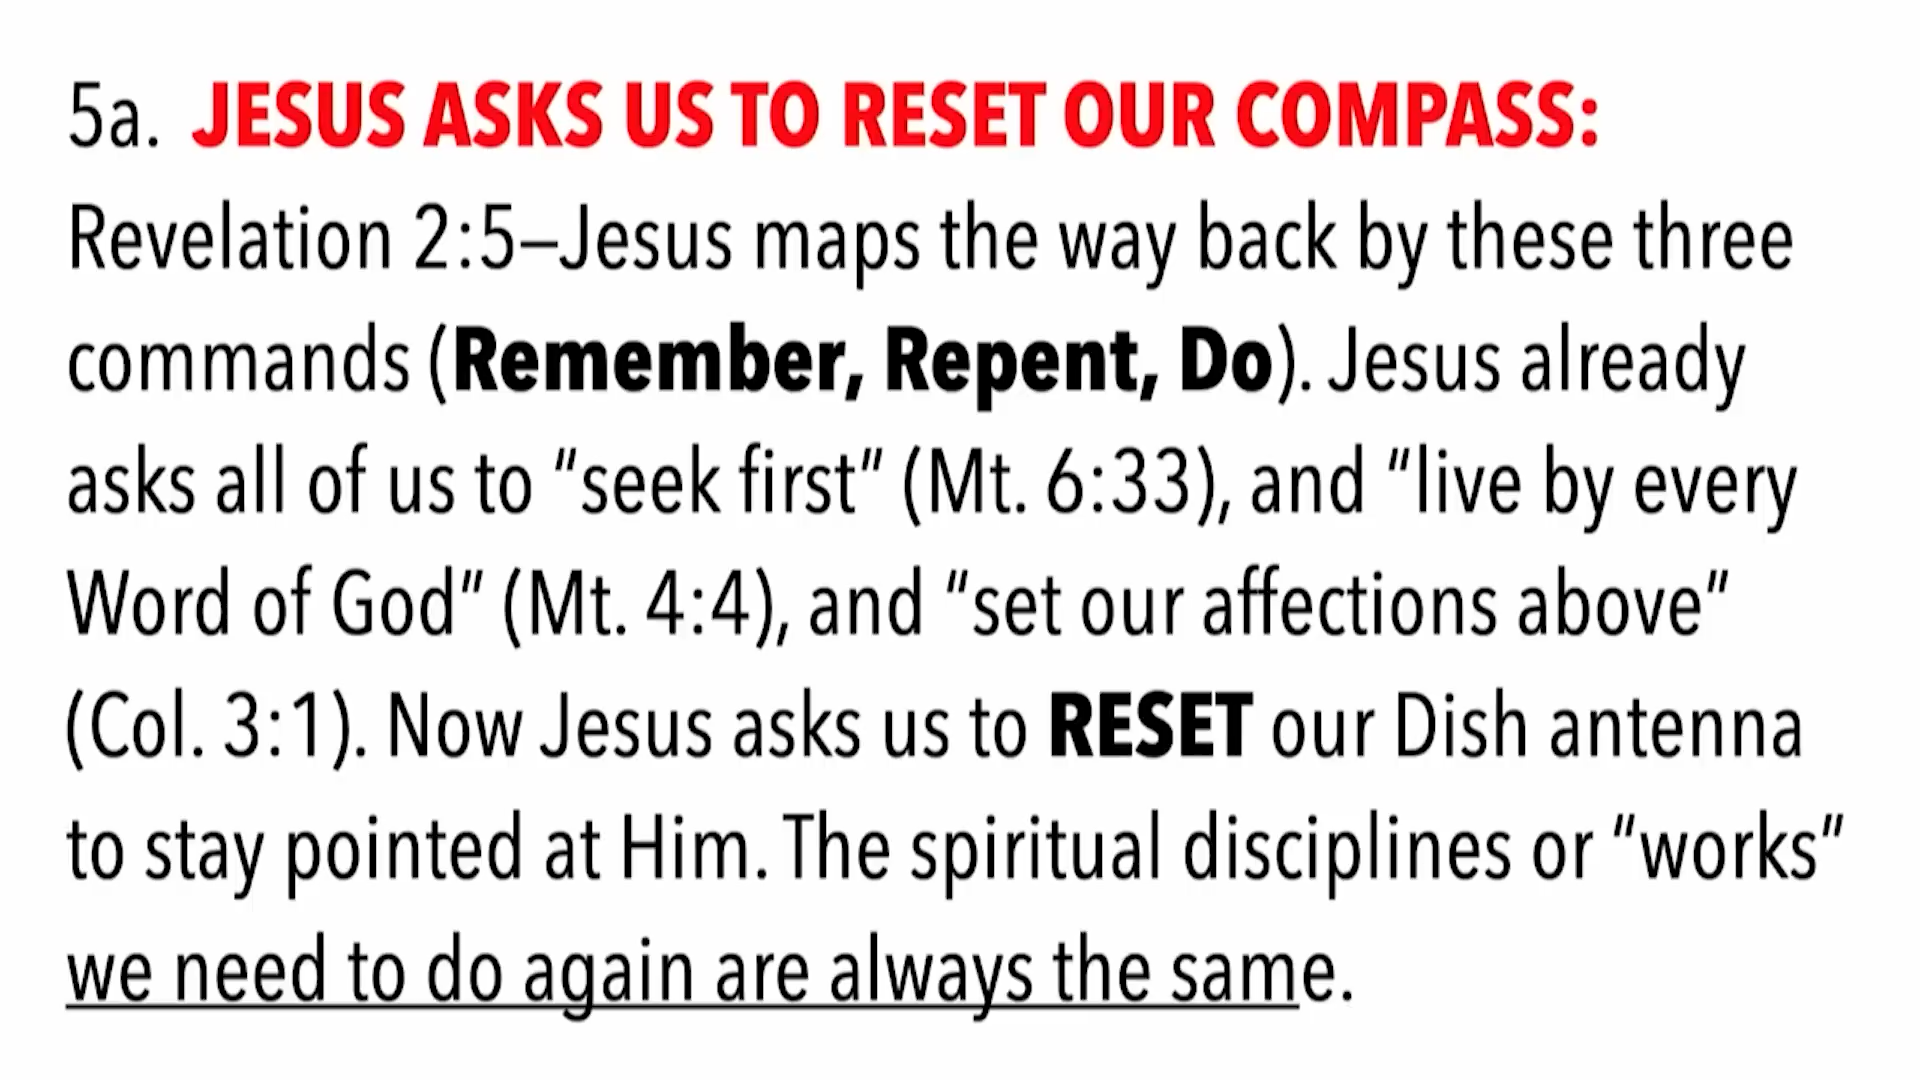 5a. JESUS ASKS US TO RESET OUR COMPASS:
Revelation 2:5–Jesus maps the way back by these three
commands (Remember, Repent, Do). Jesus already
asks all of us to “seek first” (Mt. 6:33), and “live by every
Word of God” (Mt. 4:4), and “set our affections above”
(Col. 3:1). Now Jesus asks us to RESET our Dish antenna
to stay pointed at Him. The spiritual disciplines or “works”
we need to do again are always the same.